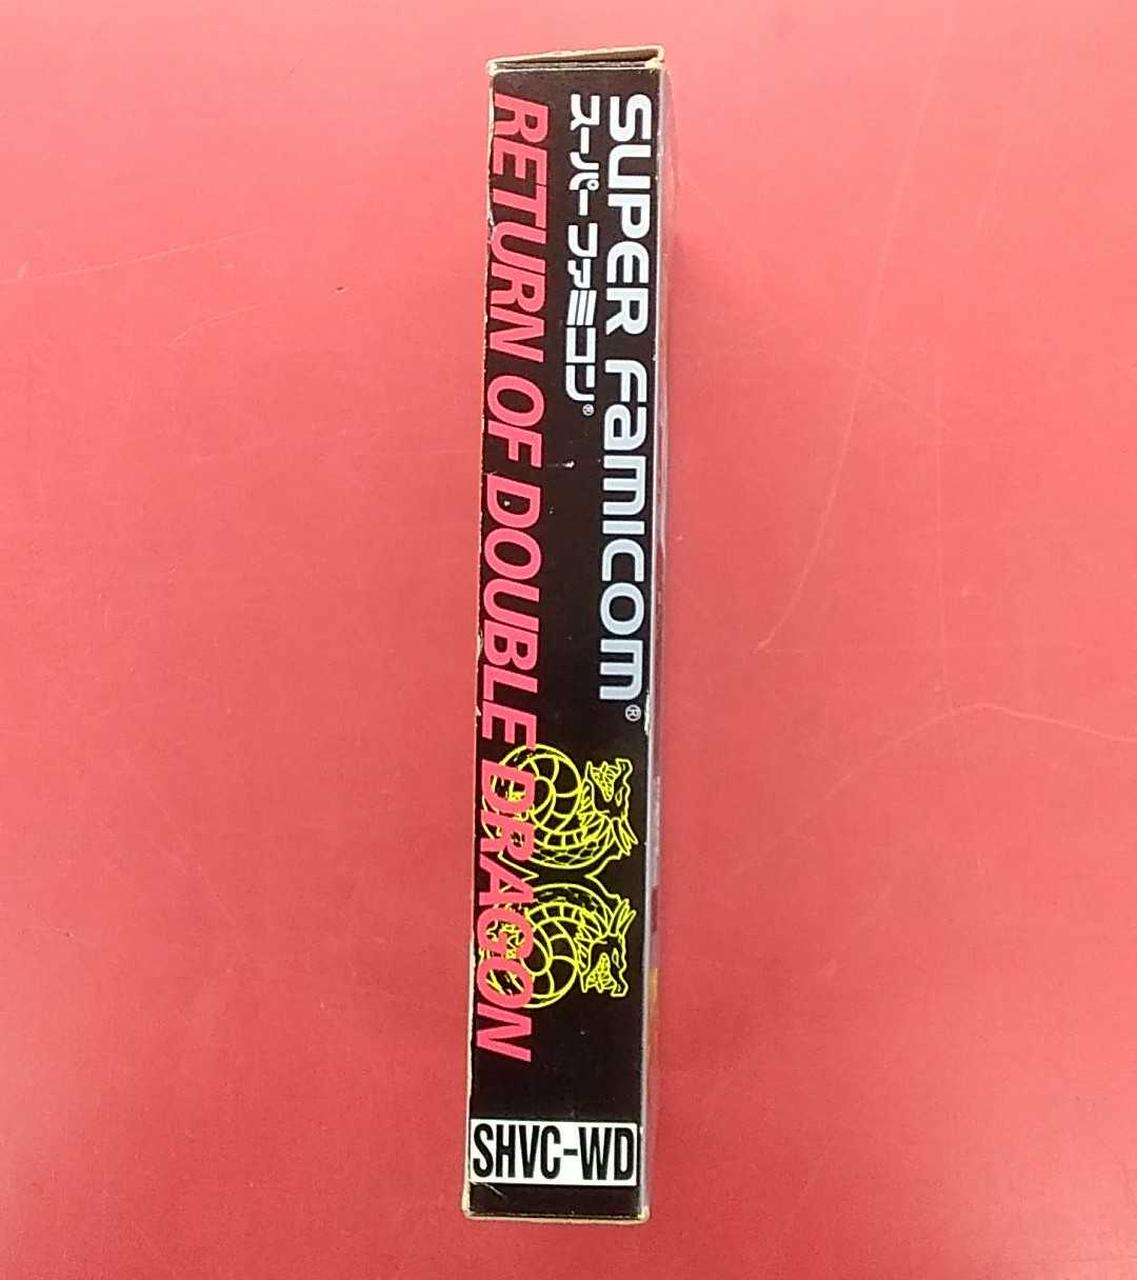 SUPER FAMICOM®
スーパーファミコン®
RETURN OF DOUBLE DRAGON
SHVC-WD